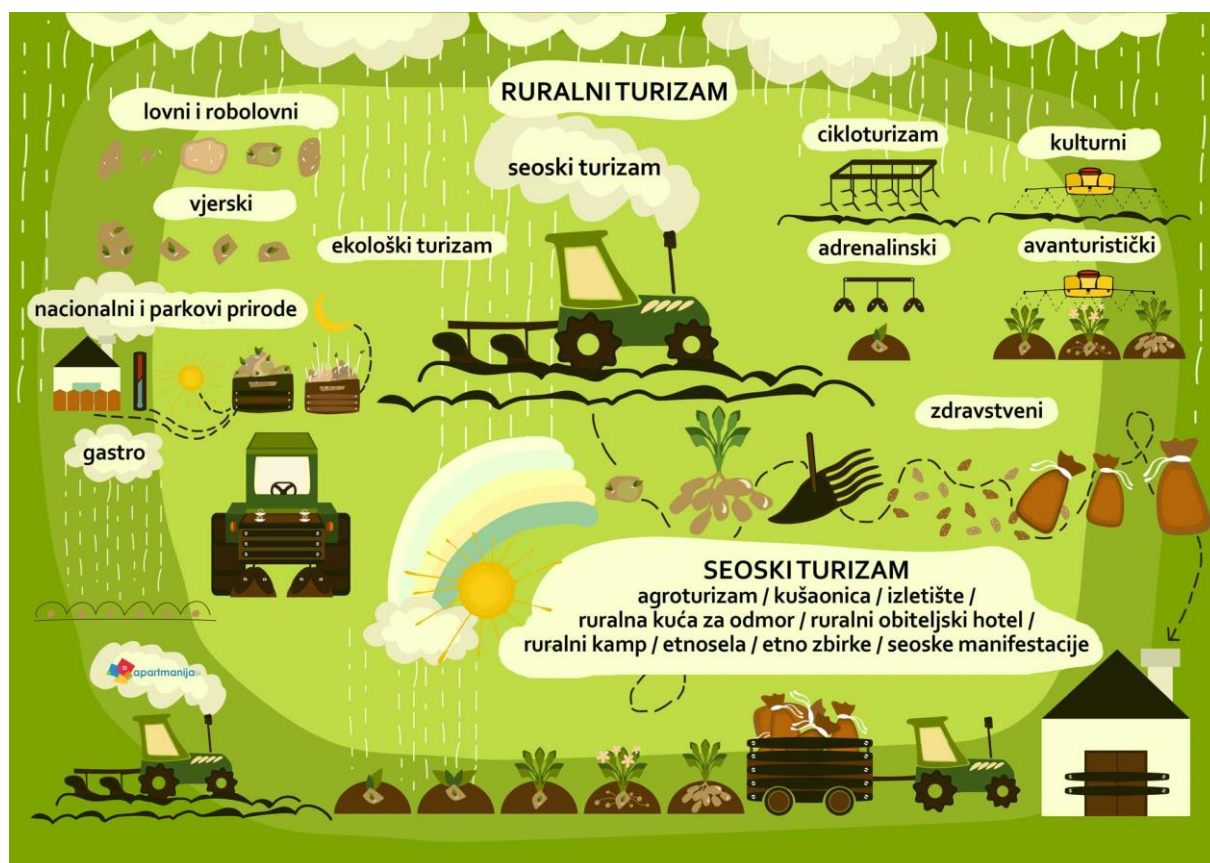 RURALNI TURIZAM
lovni i robolovni
seoski turizam
cikloturizam
kulturni
vjerski
ekološki turizam
adrenalinski
avanturistički
nacionalni i parkovi prirode
zdravstveni
gastro
SEOSKI TURIZAM
agroturizam / kušaonica / izletište /
ruralna kuća za odmor / ruralni obiteljski hotel /
ruralni kamp / etnosela / etno zbirke / seoske manifestacije
apartmanija